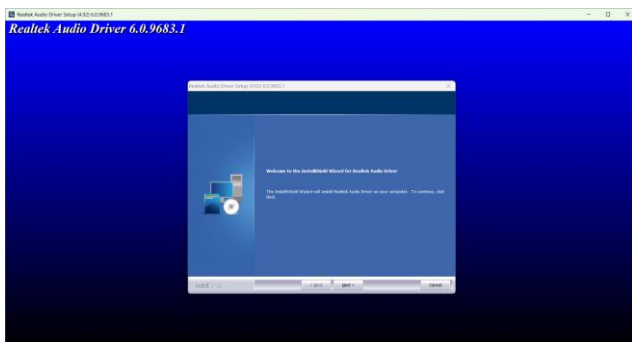 Realtek Audio Driver Setup (4.92) 6.0.9683.1
Realtek Audio Driver 6.0.9683.1
Realtek Audio Driver Setup (4.92) 6.0.9683.1
Welcome to the InstallShield Wizard for Realtek Audio Driver
The InstallShield Wizard will install Realtek Audio Driver on your computer. To continue, click
Next.
< Back
Next >
Cancel